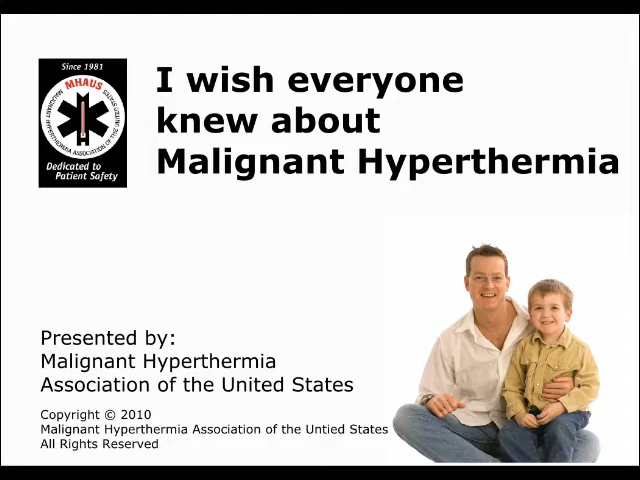 Since 1981
MHAUS
MALIGNANT HYPERTHERMIA ASSOCIATION OF THE UNITED STATES
Dedicated to
Patient Safety
I wish everyone
knew about
Malignant Hyperthermia
Presented by:
Malignant Hyperthermia
Association of the United States
Copyright © 2010
Malignant Hyperthermia Association of the Untied States
All Rights Reserved